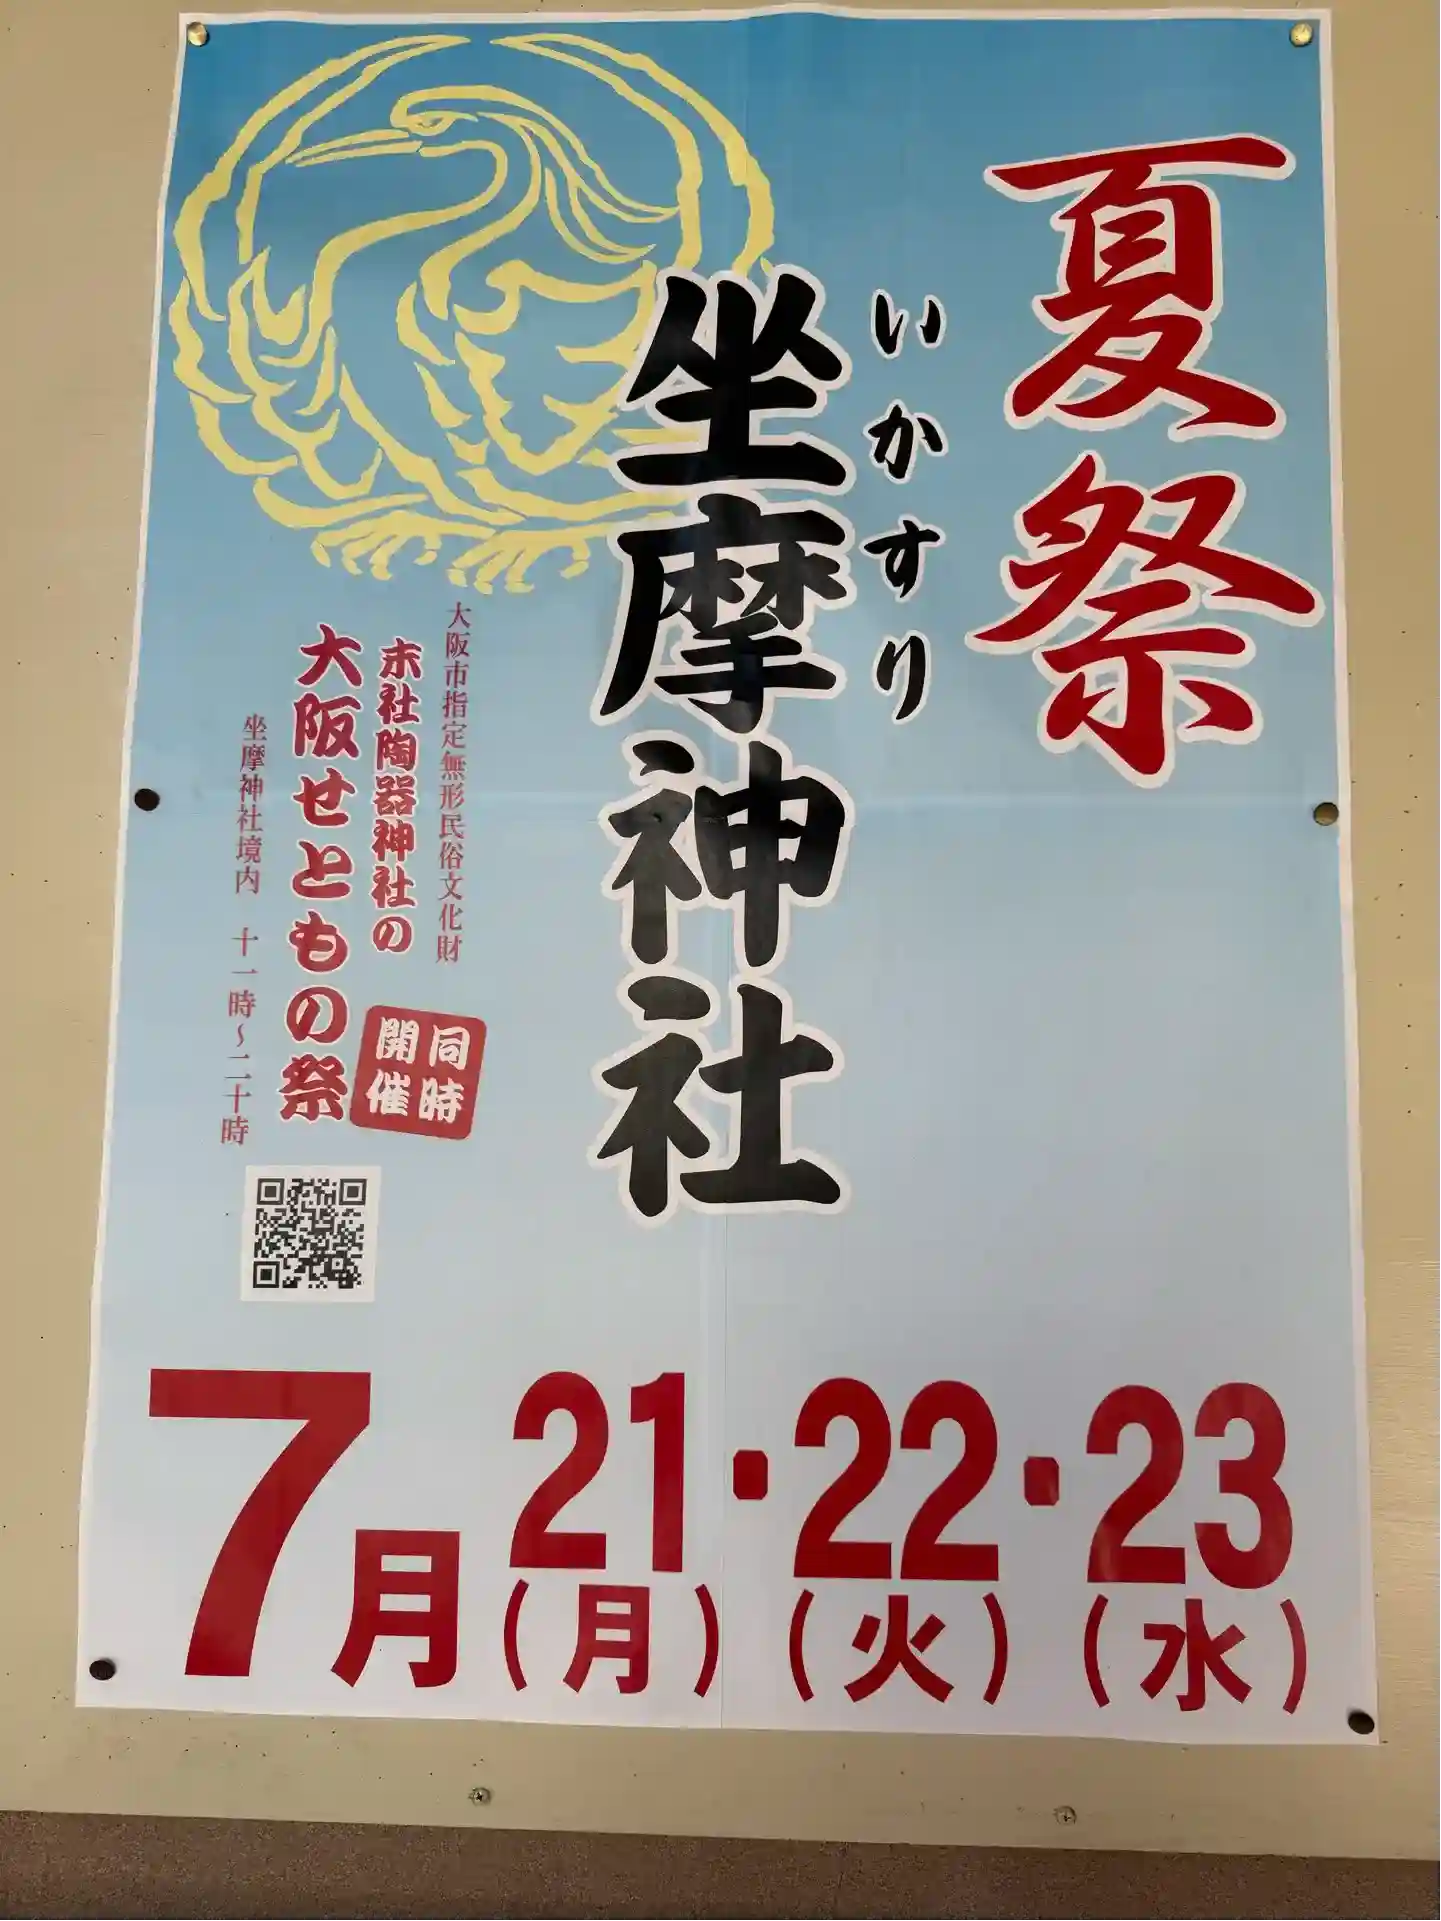 夏祭
いかすり
坐摩神社
大阪市指定無形民俗文化財
末社陶器神社の
大阪せともの祭
同時
開催
坐摩神社境内 十一時~二十時
7月 21・22・23
(月) (火) (水)